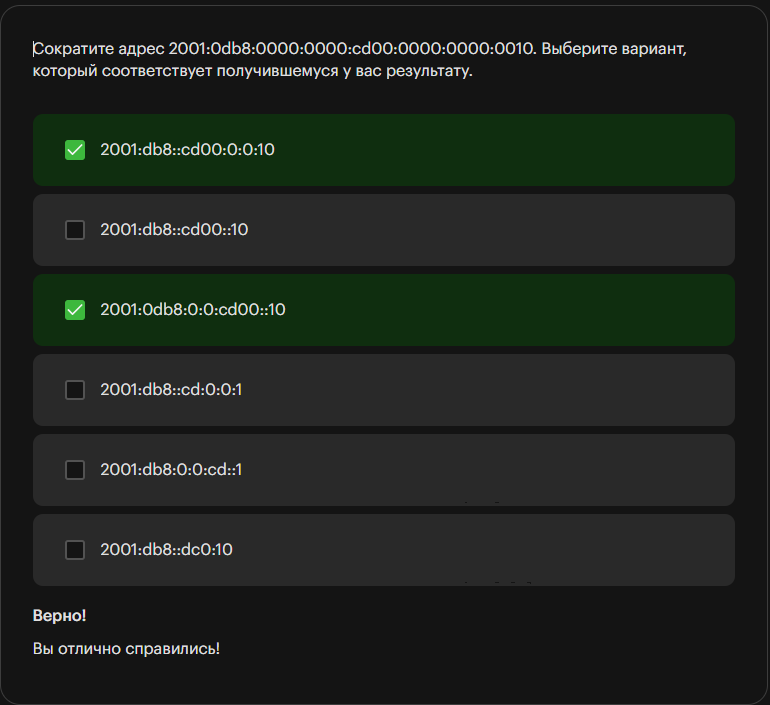 Сократите адрес 2001:0db8:0000:0000:cd00:0000:0000:0010. Выберите вариант,
который соответствует получившемуся у вас результату.
2001:db8::cd00:0:0:10
2001:db8::cd00::10
2001:0db8:0:0:cd00::10
2001:db8::cd:0:0:1
2001:db8:0:0:cd::1
2001:db8::dc0:10
Верно!
Вы отлично справились!